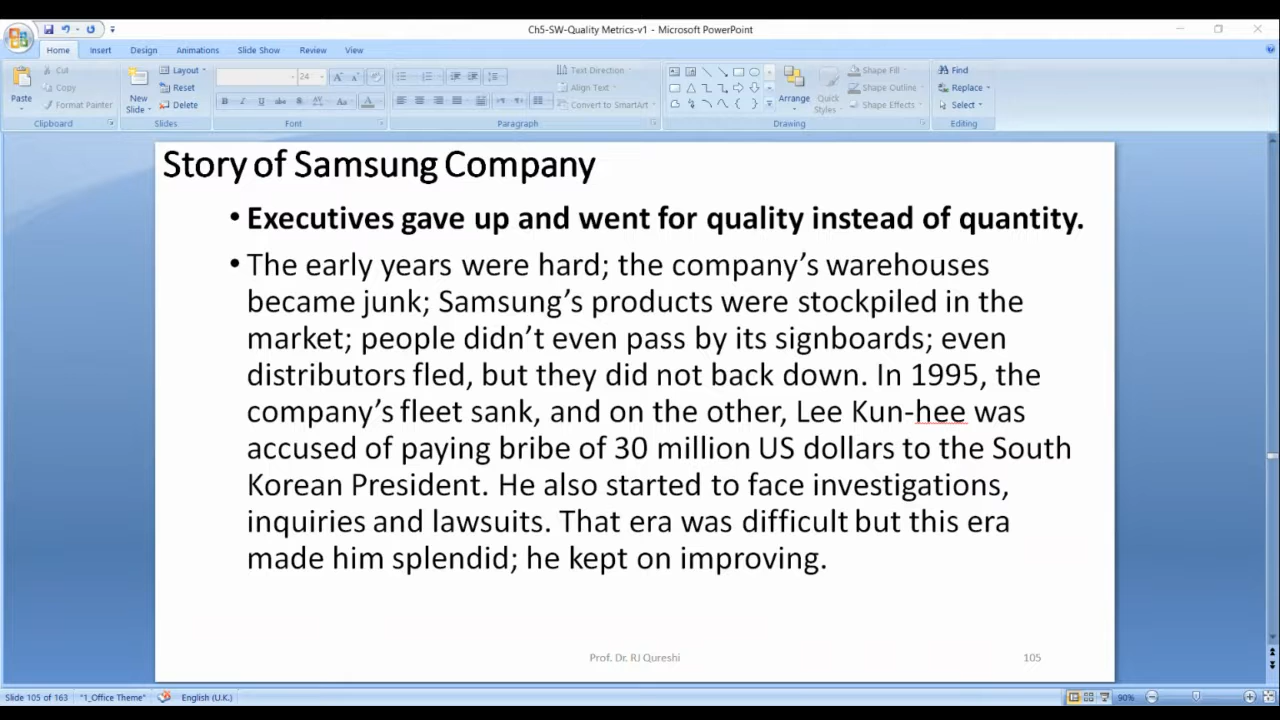 Ch5-SW-Quality Metrics-v1 - Microsoft PowerPoint
Home Insert Design Animations Slide Show Review View
Paste
Cut
Copy
Format Painter
Clipboard
New Slide
Layout
Reset
Delete
Slides
24
Font
Text Direction
Align Text
Convert to SmartArt
Paragraph
Arrange
Quick Styles
Shape Fill
Shape Outline
Shape Effects
Drawing
Find
Replace
Select
Editing
Story of Samsung Company
• Executives gave up and went for quality instead of quantity.
• The early years were hard; the company’s warehouses
became junk; Samsung’s products were stockpiled in the
market; people didn’t even pass by its signboards; even
distributors fled, but they did not back down. In 1995, the
company’s fleet sank, and on the other, Lee Kun-hee was
accused of paying bribe of 30 million US dollars to the South
Korean President. He also started to face investigations,
inquiries and lawsuits. That era was difficult but this era
made him splendid; he kept on improving.
Prof. Dr. RJ Qureshi 105
Slide 105 of 163 "1_Office Theme" English (U.K.) 90%